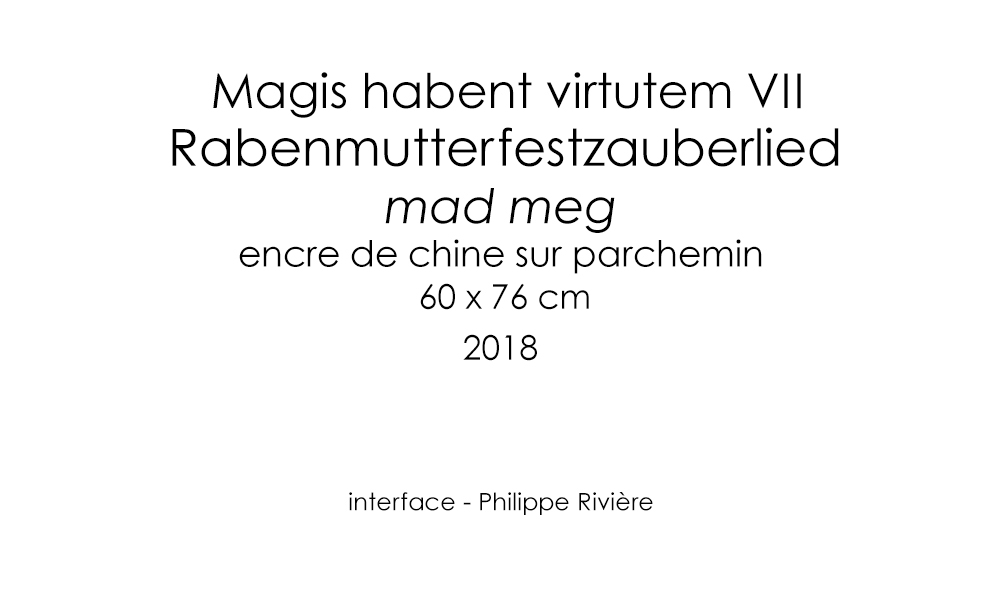 Magis habent virtutem VII
Rabenmutterfestzauberlied
mad meg
encre de chine sur parchemin
60 x 76 cm
2018
interface - Philippe Rivière